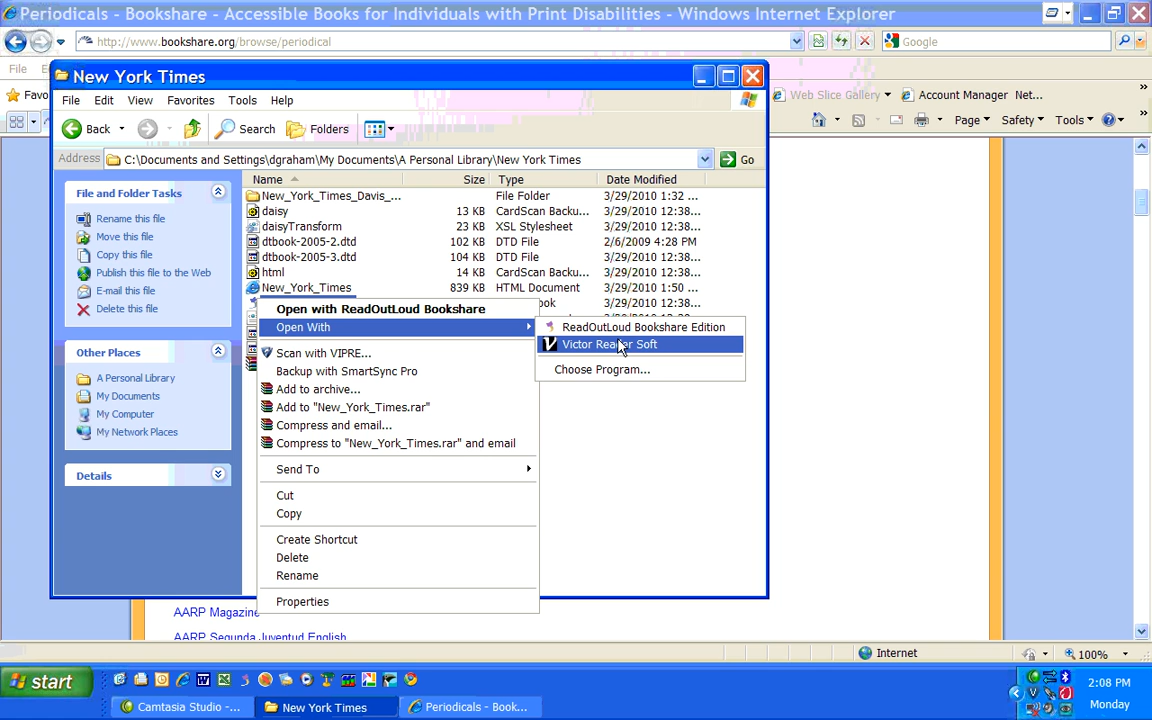 Periodicals - Bookshare - Accessible Books for Individuals with Print Disabilities - Windows Internet Explorer
http://www.bookshare.org/browse/periodical
Google
File
New York Times
Favo
Web Slice Gallery
Account Manager Net...
File Edit View Favorites Tools Help
Back Search Folders
Page Safety Tools
Address C:\Documents and Settings\dgraham\My Documents\A Personal Library\New York Times Go
Name Size Type Date Modified
File and Folder Tasks
Rename this file
Move this file
Copy this file
Publish this file to the Web
E-mail this file
Delete this file
Other Places
A Personal Library
My Documents
My Computer
My Network Places
Details
New_York_Times_Davis_... File Folder 3/29/2010 1:32 ...
daisy 13 KB CardScan Backu... 3/29/2010 12:38...
daisyTransform 23 KB XSL Stylesheet 3/29/2010 12:38...
dtbook-2005-2.dtd 102 KB DTD File 2/6/2009 4:28 PM
dtbook-2005-3.dtd 104 KB DTD File 3/29/2010 12:38...
html 14 KB CardScan Backu... 3/29/2010 12:38...
New_York_Times 839 KB HTML Document 3/29/2010 1:50 ...
ook 3/29/2010 12:38...
Open with ReadOutLoud Bookshare
Open With
Scan with VIPRE...
Backup with SmartSync Pro
Add to archive...
Add to "New_York_Times.rar"
Compress and email...
Compress to "New_York_Times.rar" and email
Send To
Cut
Copy
Create Shortcut
Delete
Rename
Properties
ReadOutLoud Bookshare Edition
Victor Reader Soft
Choose Program...
AARP Magazine
AARP Segunda Juventud English
Internet
100%
start
2:08 PM
Monday
Camtasia Studio -...
New York Times
Periodicals - Book...